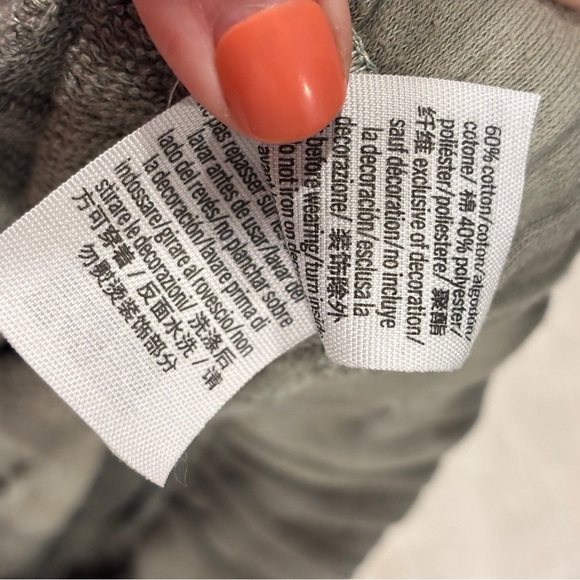 60% cotton/coton/algodón/
cotone/ 棉 40% polyester/
poliester/poliestere/ 聚酯
纤维 exclusive of decoration/
sauf décoration/no incluye
la decoración/esclusa la
decorazione/ 装饰除外
before wearing/turn
not iron on
pas repasser sur
lavar antes de usar/lavar del
lado del revés/no planchar sobre
la decoración/lavare prima di
indossare/girare al rovescio/non
stirare le decorazioni/ 洗涤后
方可穿着 / 反面水洗 / 请
勿熨烫装饰部分